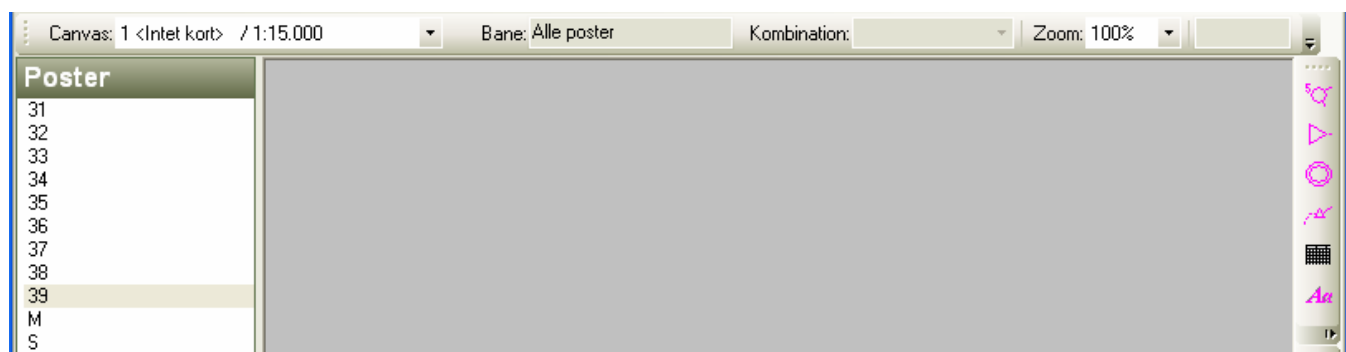 Canvas: 1 <Intet kort> / 1:15.000 Bane: Alle poster Kombination: Zoom: 100%
Poster
31
32
33
34
35
36
37
38
39
M
S
5
Aa